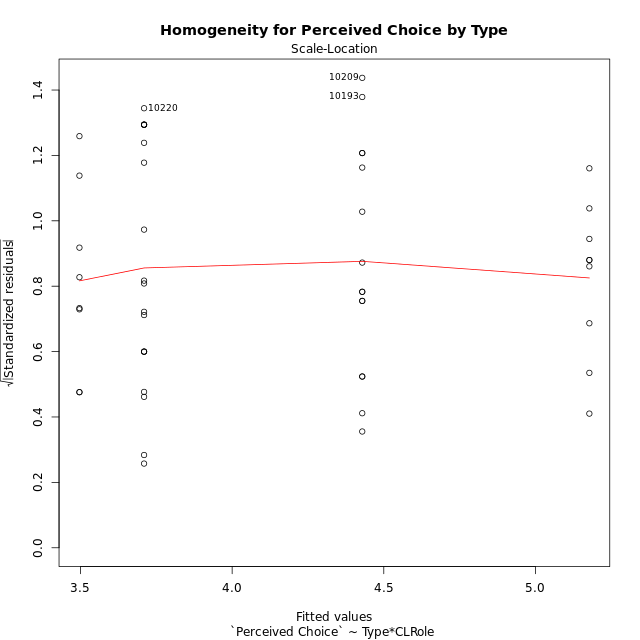 Homogeneity for Perceived Choice by Type
Scale-Location
10209
10193
10220
1.4
1.2
1.0
0.8
0.6
0.4
0.2
0.0
√|Standardized residuals|
3.5 4.0 4.5 5.0
Fitted values
`Perceived Choice` ~ Type*CLRole